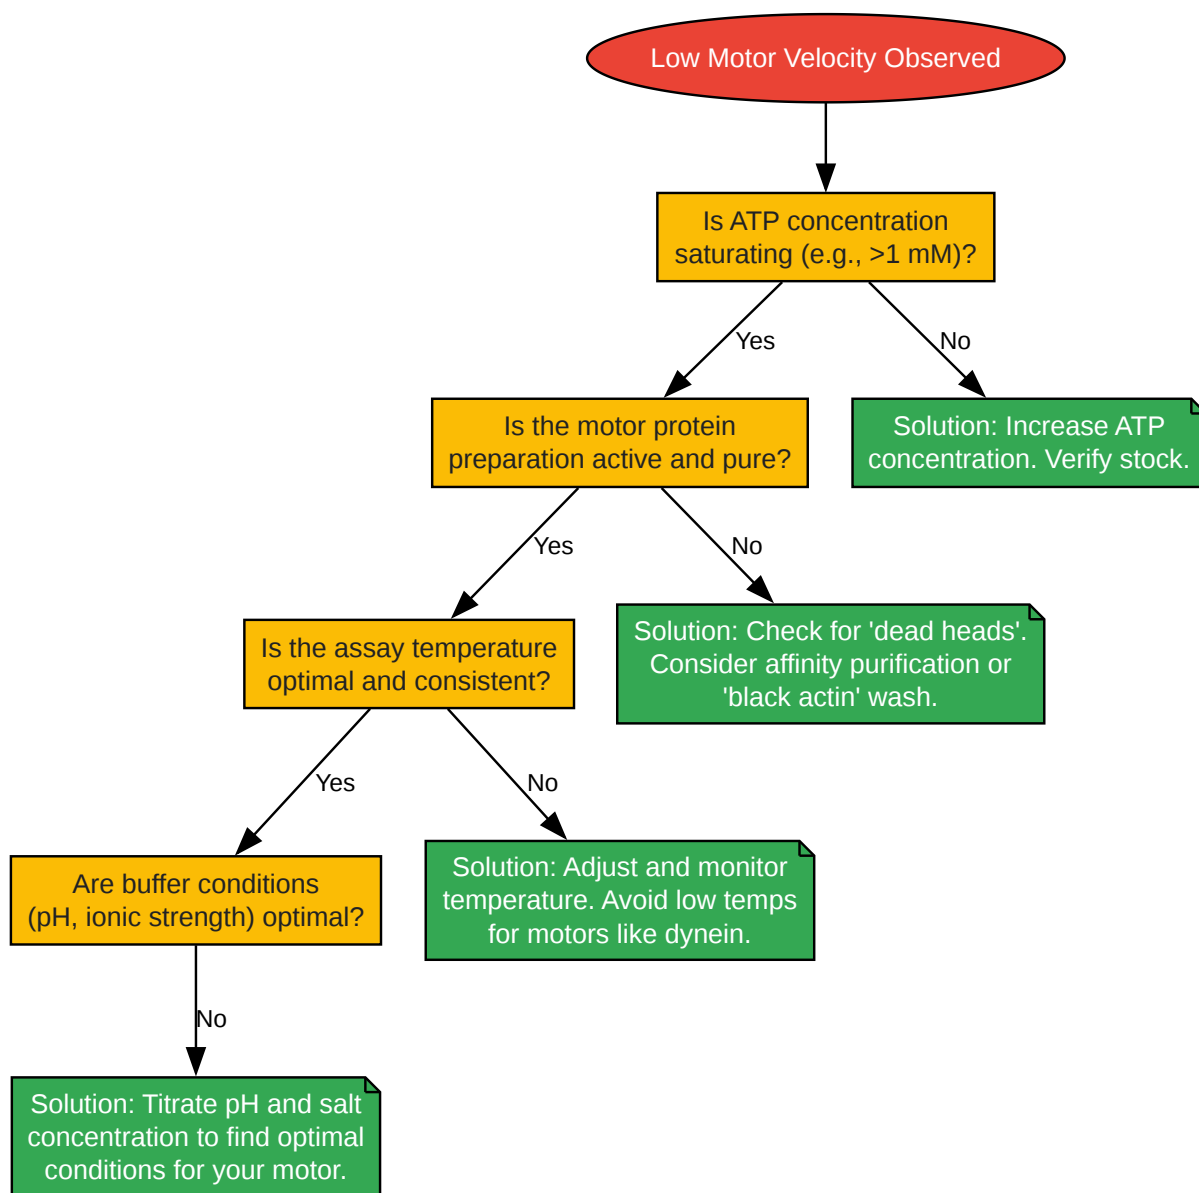 Low Motor Velocity Observed
Is ATP concentration
saturating (e.g., >1 mM)?
Yes
No
Is the motor protein
preparation active and pure?
Solution: Increase ATP
concentration. Verify stock.
Yes
No
Is the assay temperature
optimal and consistent?
Solution: Check for 'dead heads'.
Consider affinity purification or
'black actin' wash.
Yes
No
Are buffer conditions
(pH, ionic strength) optimal?
Solution: Adjust and monitor
temperature. Avoid low temps
for motors like dynein.
No
Solution: Titrate pH and salt
concentration to find optimal
conditions for your motor.